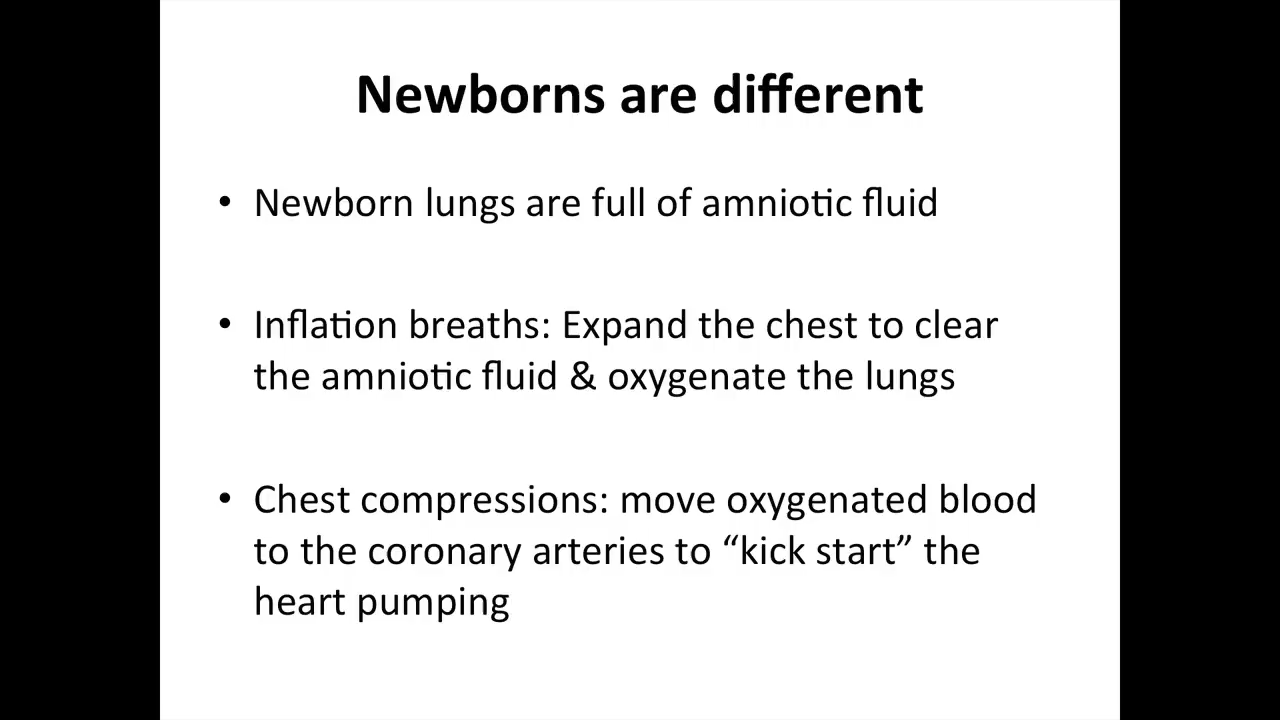 Newborns are different
• Newborn lungs are full of amniotic fluid
• Inflation breaths: Expand the chest to clear
the amniotic fluid & oxygenate the lungs
• Chest compressions: move oxygenated blood
to the coronary arteries to “kick start” the
heart pumping